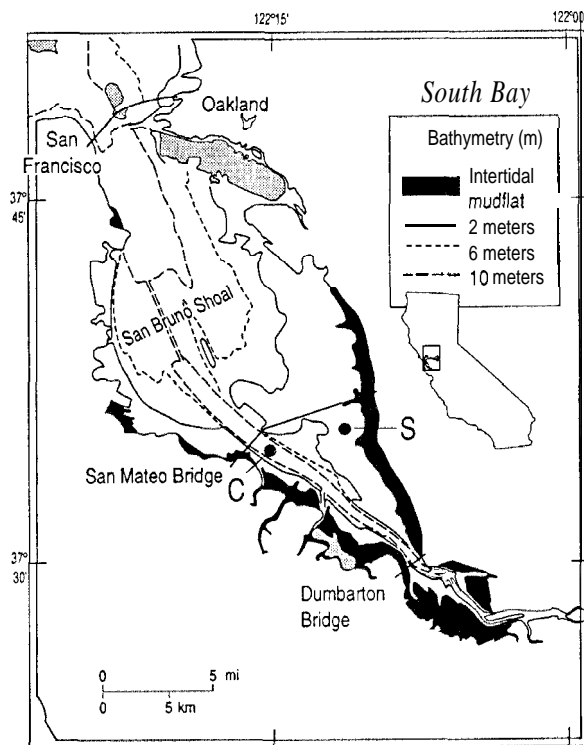 122°15'
122°00
Oakland
San
Francisco
South Bay
Bathymetry (m)
Intertidal
mudflat
2 meters
6 meters
10 meters
37°
45'
San Bruno Shoal
S
San Mateo Bridge
C
37°
30'
Dumbarton
Bridge
0 5 mi
0 5 km